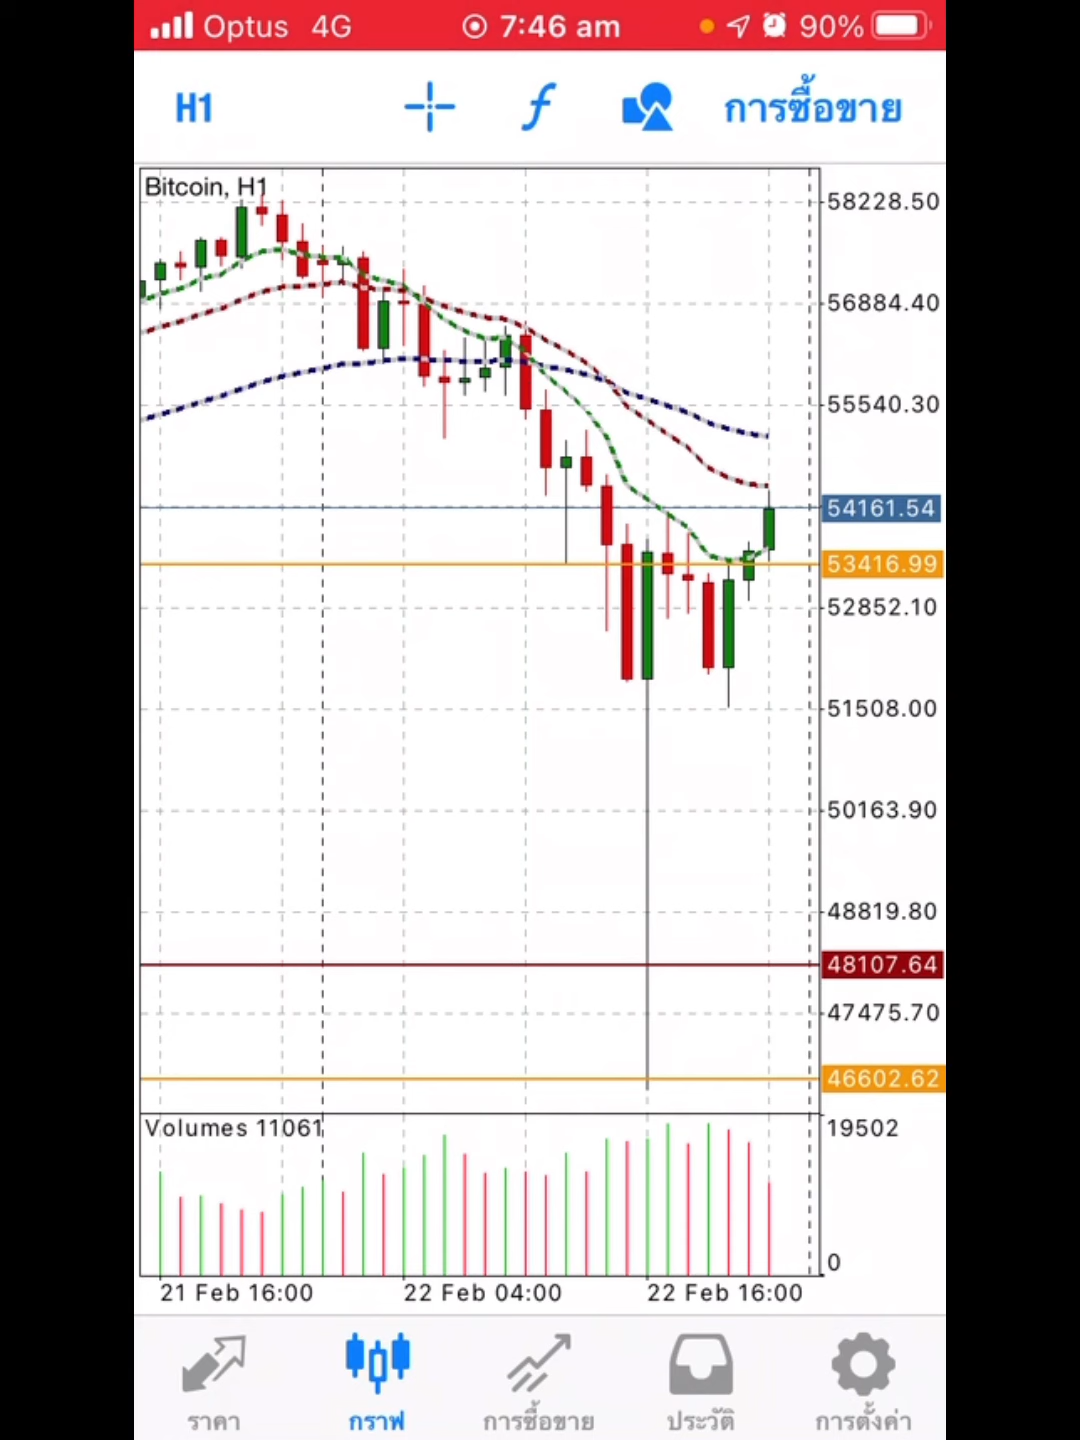 Optus 4G 7:46 am 90%
H1 f การซื้อขาย
Bitcoin, H1
58228.50
56884.40
55540.30
54161.54
53416.99
52852.10
51508.00
50163.90
48819.80
48107.64
47475.70
46602.62
Volumes 11061
19502
0
21 Feb 16:00 22 Feb 04:00 22 Feb 16:00
ราคา กราฟ การซื้อขาย ประวัติ การตั้งค่า